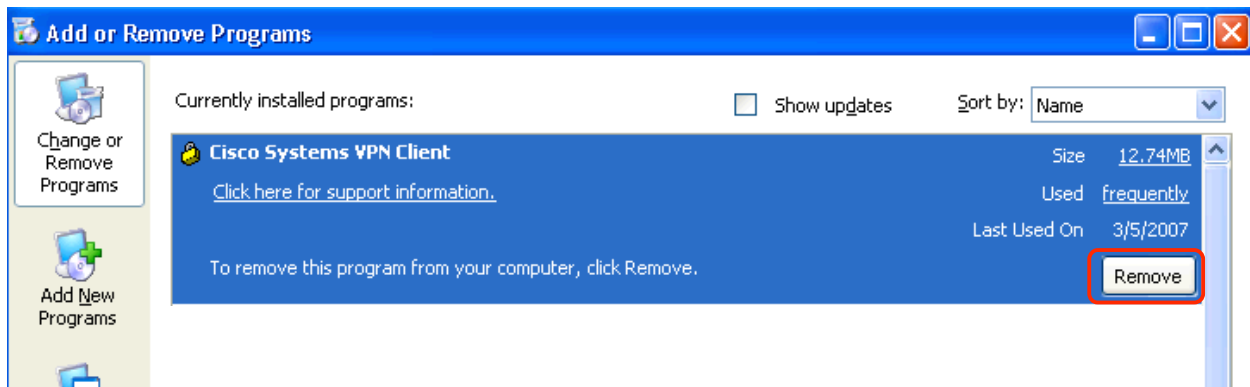 Add or Remove Programs
Change or
Remove
Programs
Currently installed programs:
Show updates
Sort by: Name
Cisco Systems VPN Client
Size 12.74MB
Click here for support information.
Used frequently
Last Used On 3/5/2007
To remove this program from your computer, click Remove.
Remove
Add New
Programs